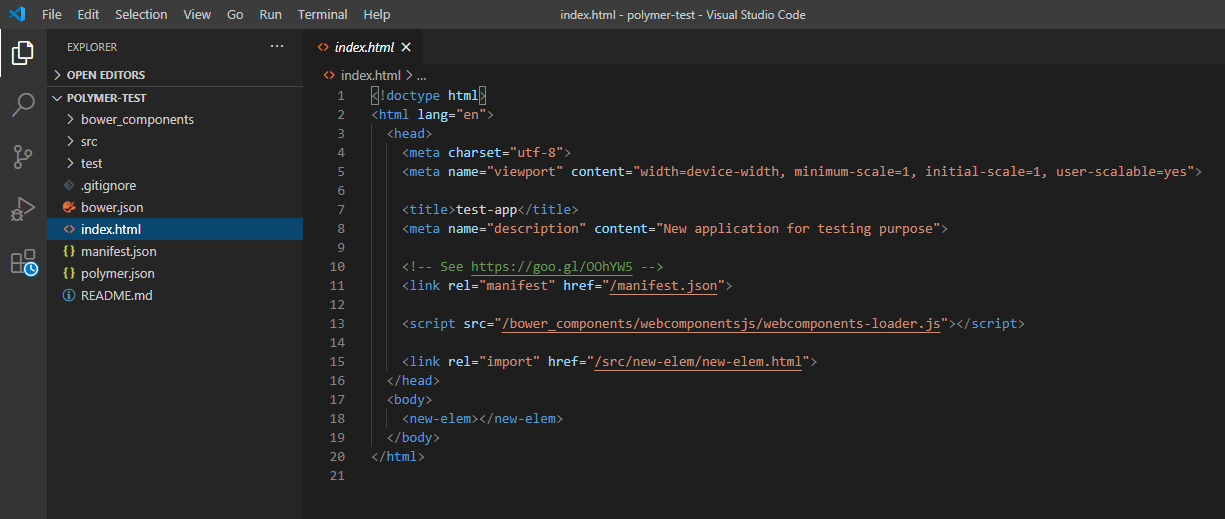 File Edit Selection View Go Run Terminal Help index.html - polymer-test - Visual Studio Code
EXPLORER ···
OPEN EDITORS
POLYMER-TEST
bower_components
src
test
.gitignore
bower.json
index.html
manifest.json
polymer.json
README.md
index.html
index.html > ...
1 <!doctype html>
2 <html lang="en">
3 <head>
4 <meta charset="utf-8">
5 <meta name="viewport" content="width=device-width, minimum-scale=1, initial-scale=1, user-scalable=yes">
6
7 <title>test-app</title>
8 <meta name="description" content="New application for testing purpose">
9
10 <!-- See https://goo.gl/OOhYW5 -->
11 <link rel="manifest" href="/manifest.json">
12
13 <script src="/bower_components/webcomponentsjs/webcomponents-loader.js"></script>
14
15 <link rel="import" href="/src/new-elem/new-elem.html">
16 </head>
17 <body>
18 <new-elem></new-elem>
19 </body>
20 </html>
21